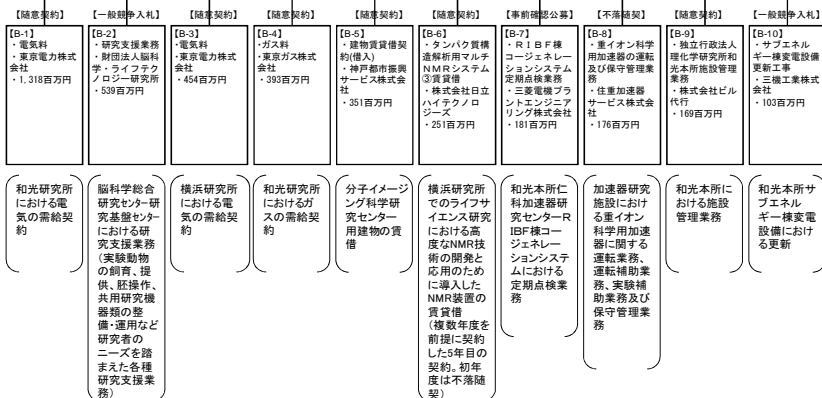 【随意契約】
【B-1】
・電気料
・東京電力株式
会社
・1,318百万円
和光研究所
における電
気の需給契
約
【一般競争入札】
【B-2】
・研究支援業務
・財団法人脳科
学・ライフテク
ノロジー研究所
・539百万円
脳科学総合
研究センター研
究基盤センター
における研
究支援業務
（実験動物
の飼育、提
供、胚操作、
共用研究機
器類の整
備・運用など
研究者の
ニーズを踏
まえた各種
研究支援業
務）
【随意契約】
【B-3】
・電気料
・東京電力株式
会社
・454百万円
横浜研究所
における電
気の需給契
約
【随意契約】
【B-4】
・ガス料
・東京ガス株式
会社
・393百万円
和光研究所
におけるガ
スの需給契
約
【随意契約】
【B-5】
・建物賃貸借契
約(借入)
・神戸都市振興
サービス株式会
社
・351百万円
分子イメージ
ング科学研
究センター
用建物の賃
借
【随意契約】
【B-6】
・タンパク質構
造解析用マルチ
ＮＭＲシステム
③賃貸借
・株式会社日立
ハイテクノロ
ジーズ
・251百万円
横浜研究所
でのライフサ
イエンス研究
における高
度なNMR技
術の開発と
応用のため
に導入した
NMR装置の
賃貸借
（複数年度を
前提に契約
した5年目の
契約。初年
度は不落随
契）
【事前確認公募】
【B-7】
・ＲＩＢＦ棟
コージェネレー
ションシステム
定期点検業務
・三菱電機プラ
ントエンジニア
リング株式会社
・181百万円
和光本所仁
科加速器研
究センターR
IBF棟コー
ジェネレー
ションシステ
ムにおける
定期点検業
務
【不落随契】
【B-8】
・重イオン科学
用加速器の運転
及び保守管理業
務
・住重加速器
サービス株式会
社
・176百万円
加速器研究
施設におけ
る重イオン
科学用加速
器に関する
運転業務、
運転補助業
務、実験補
助業務及び
保守管理業
務
【随意契約】
【B-9】
・独立行政法人
理化学研究所和
光本所施設管理
業務
・株式会社ビル
代行
・169百万円
和光本所に
おける施設
管理業務
【一般競争入札】
【B-10】
・サブエネル
ギー棟変電設備
更新工事
・三機工業株式
会社
・103百万円
和光本所サ
ブエネル
ギー棟変電
設備におけ
る更新